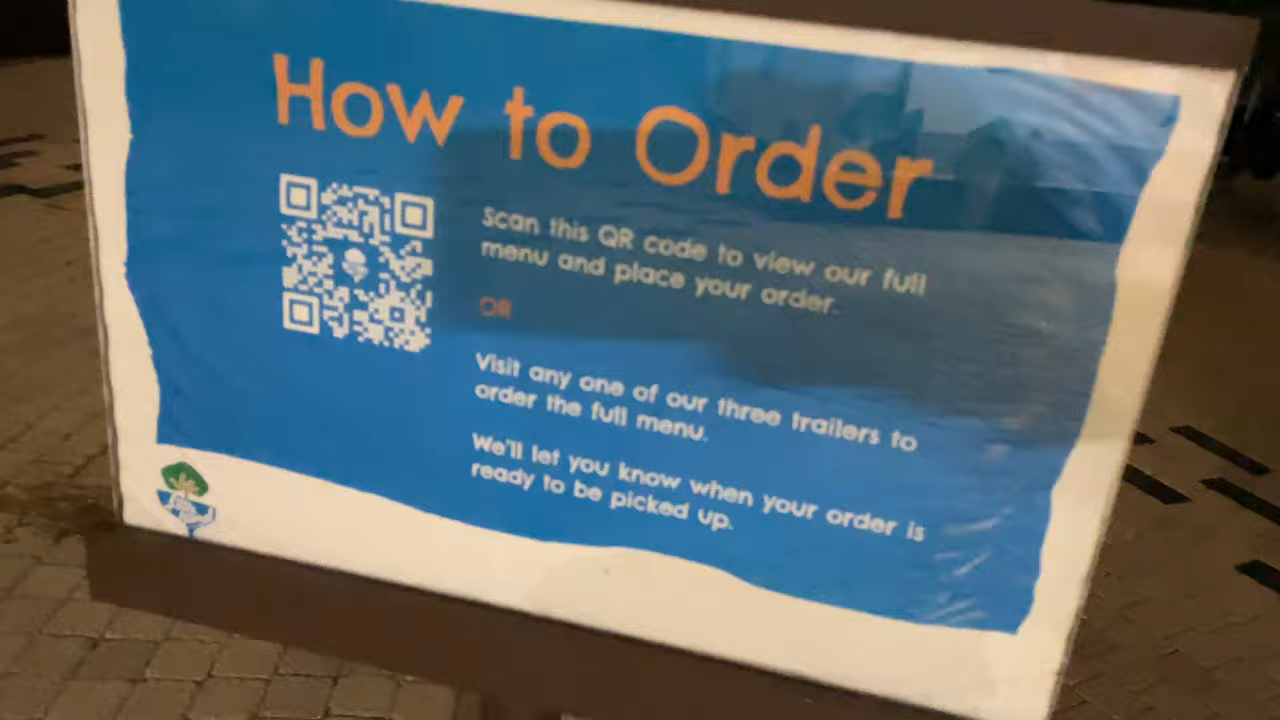 How to Order
Scan this QR code to view our full
menu and place your order.
OR
Visit any one of our three trailers to
order the full menu.
We'll let you know when your order is
ready to be picked up.